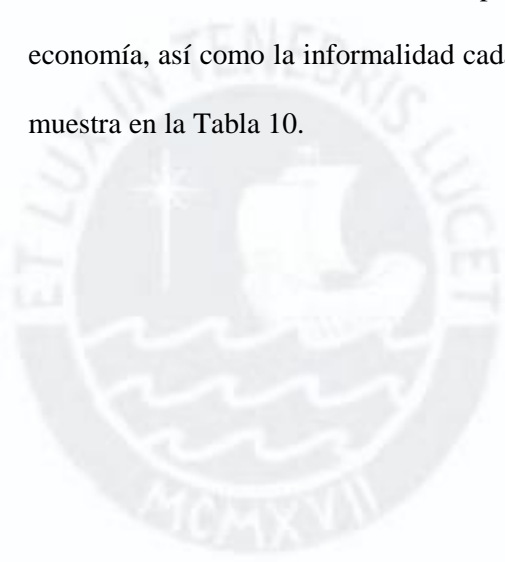 economía, así como la informalidad cad
muestra en la Tabla 10.
ET LUX IN TENEBRIS LUCET
MCMXVII